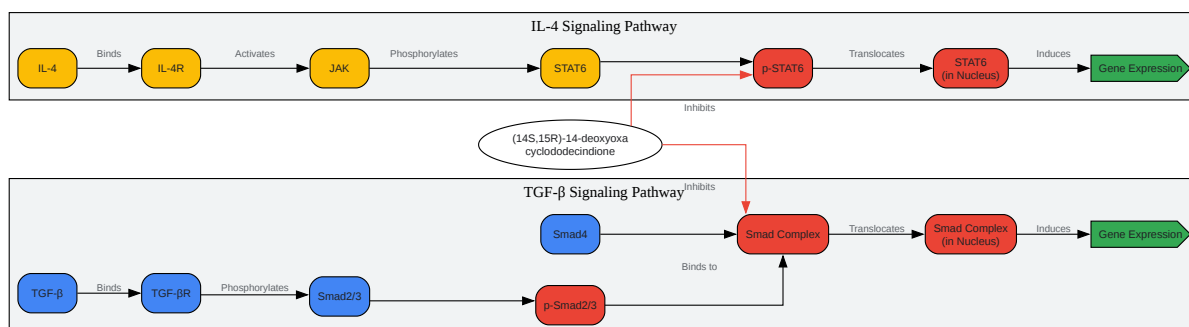 IL-4 Signaling Pathway
Binds
Activates
Phosphorylates
Translocates
Induces
IL-4
IL-4R
JAK
STAT6
p-STAT6
STAT6
(in Nucleus)
Gene Expression
Inhibits
(14S,15R)-14-deoxyoxa
cyclododecindione
Inhibits
TGF-β Signaling Pathway
Smad4
Smad Complex
Translocates
Smad Complex
(in Nucleus)
Induces
Gene Expression
Binds to
TGF-β
Binds
TGF-βR
Phosphorylates
Smad2/3
p-Smad2/3